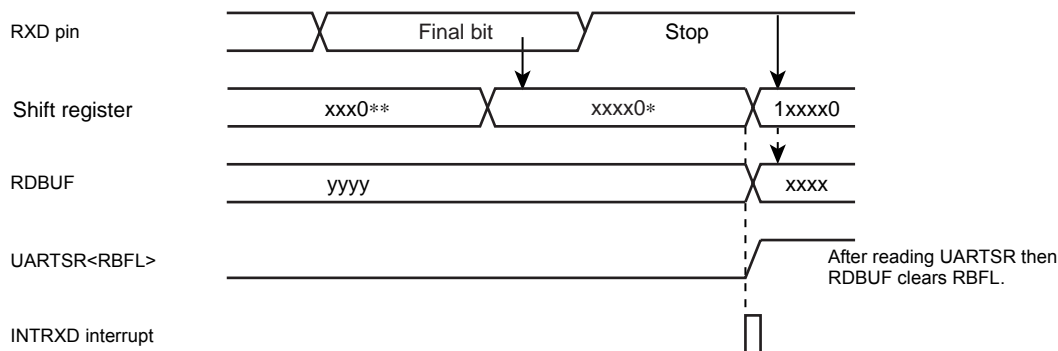 RXD pin
Final bit
Stop
Shift register
xxx0**
xxxx0*
1xxxx0
RDBUF
yyyy
xxxx
UARTSR<RBFL>
After reading UARTSR then
RDBUF clears RBFL.
INTRXD interrupt